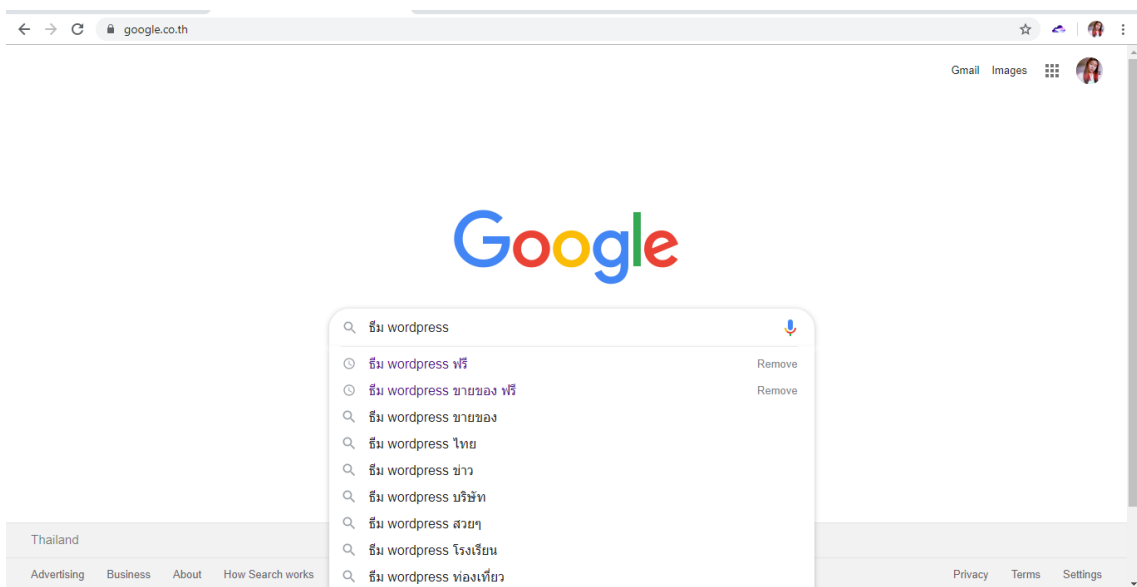 google.co.th
Gmail Images
Google
ธีม wordpress
ธีม wordpress ฟรี Remove
ธีม wordpress ขายของ ฟรี Remove
ธีม wordpress ขายของ
ธีม wordpress ไทย
ธีม wordpress ข่าว
ธีม wordpress บริษัท
ธีม wordpress สวยๆ
ธีม wordpress โรงเรียน
ธีม wordpress ท่องเที่ยว
Thailand
Advertising Business About How Search works Privacy Terms Settings